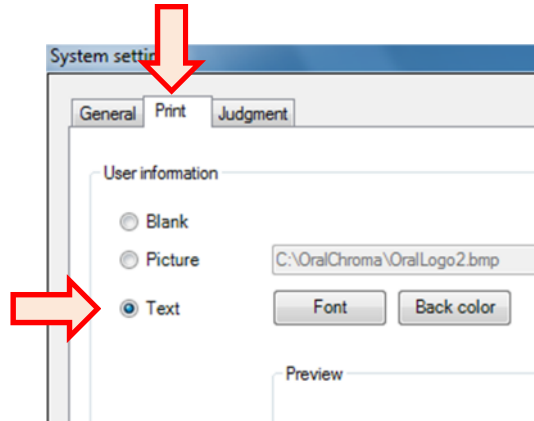 System settin
General Print Judgment
User information
Blank
Picture C:\OralChroma\OralLogo2.bmp
Text Font Back color
Preview